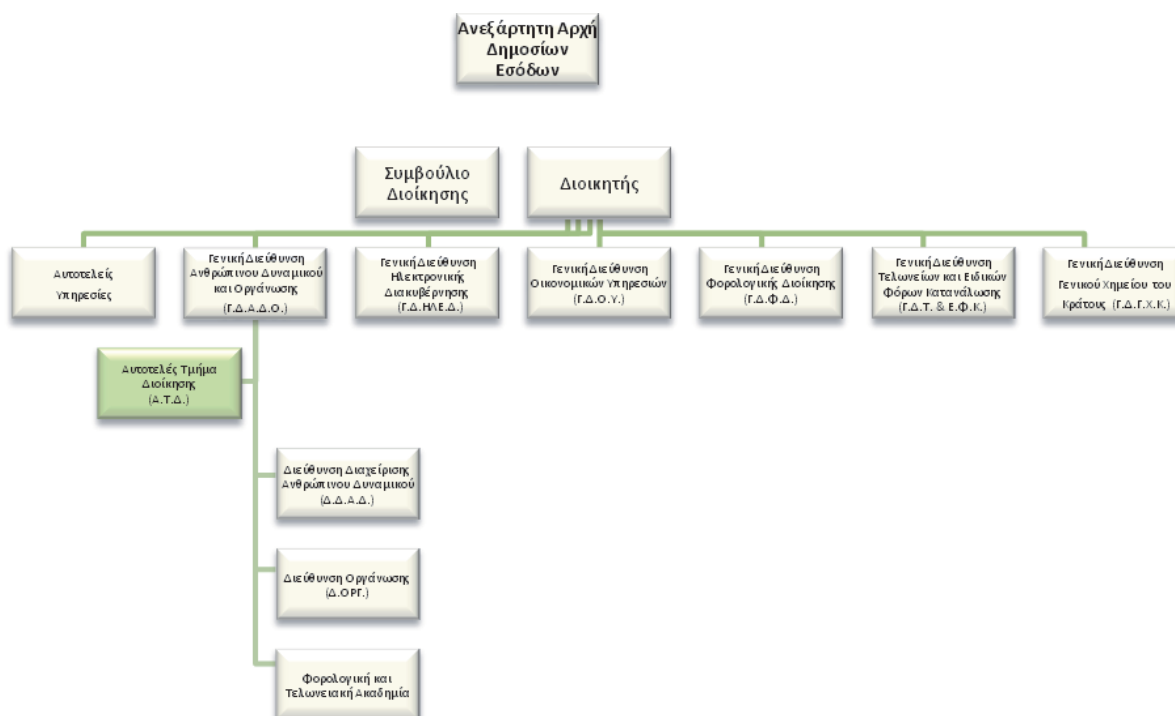 Ανεξάρτητη Αρχή
Δημοσίων
Εσόδων
Συμβούλιο
Διοίκησης
Διοικητής
Αυτοτελείς
Υπηρεσίες
Γενική Διεύθυνση
Ανθρώπινου Δυναμικού
και Οργάνωσης
(Γ.Δ.Α.Δ.Ο.)
Γενική Διεύθυνση
Ηλεκτρονικής
Διακυβέρνησης
(Γ.Δ.ΗΛΕ.Δ.)
Γενική Διεύθυνση
Οικονομικών Υπηρεσιών
(Γ.Δ.Ο.Υ.)
Γενική Διεύθυνση
Φορολογικής Διοίκησης
(Γ.Δ.Φ.Δ.)
Γενική Διεύθυνση
Τελωνείων και Ειδικών
Φόρων Κατανάλωσης
(Γ.Δ.Τ. & Ε.Φ.Κ.)
Γενική Διεύθυνση
Γενικού Χημείου του
Κράτους (Γ.Δ.Γ.Χ.Κ.)
Αυτοτελές Τμήμα
Διοίκησης
(Α.Τ.Δ.)
Διεύθυνση Διαχείρισης
Ανθρώπινου Δυναμικού
(Δ.Δ.Α.Δ.)
Διεύθυνση Οργάνωσης
(Δ.ΟΡΓ.)
Φορολογική και
Τελωνειακή Ακαδημία